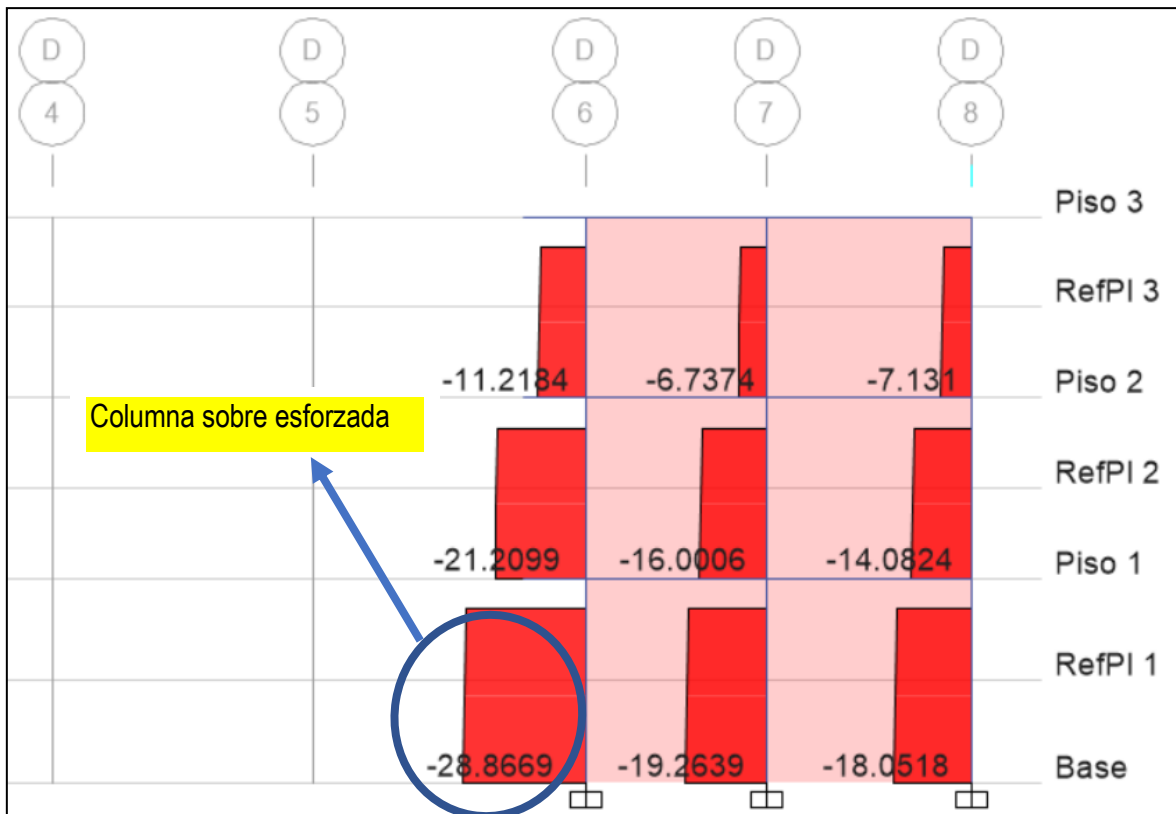 D D D D D
4 5 6 7 8
Piso 3
RefPl 3
-11.2184 -6.7374 -7.131 Piso 2
Columna sobre esforzada
RefPl 2
-21.2099 -16.0006 -14.0824 Piso 1
RefPl 1
-28.8669 -19.2639 -18.0518 Base